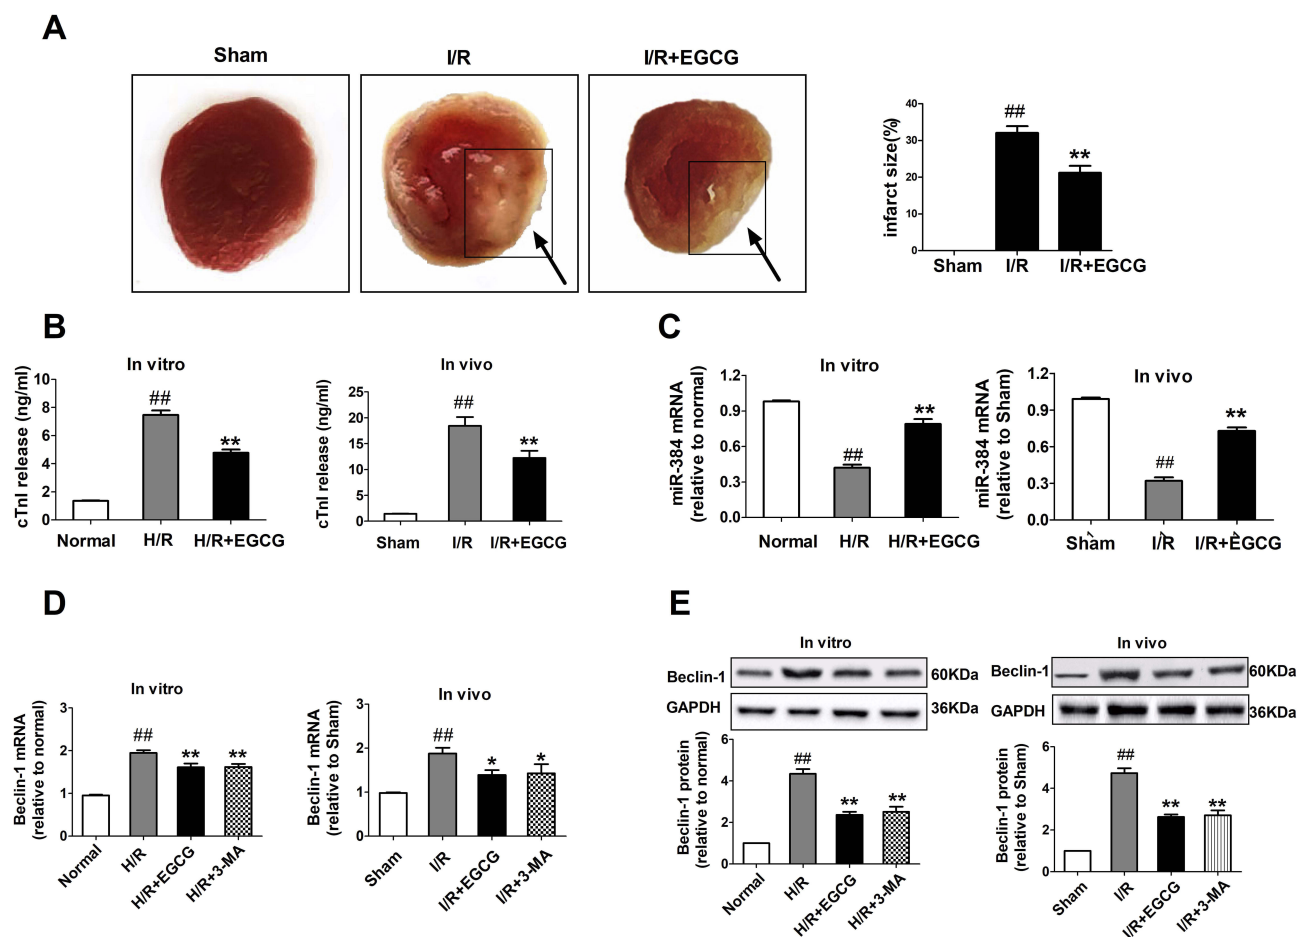 A
Sham
I/R
I/R+EGCG
infarct size(%)
40
30
20
10
0
##
**
Sham
I/R
I/R+EGCG
B
In vitro
cTnI release (ng/ml)
10
8
6
4
2
0
##
**
Normal
H/R
H/R+EGCG
In vivo
cTnI release (ng/ml)
25
20
15
10
5
0
##
**
Sham
I/R
I/R+EGCG
C
In vitro
miR-384 mRNA
(relative to normal)
1.2
0.9
0.6
0.3
0.0
##
**
Normal
H/R
H/R+EGCG
In vivo
miR-384 mRNA
(relative to Sham)
1.2
0.9
0.6
0.3
0.0
##
**
Sham
I/R
I/R+EGCG
D
In vitro
Beclin-1 mRNA
(relative to normal)
3
2
1
0
##
**
**
Normal
H/R
H/R+EGCG
H/R+3-MA
In vivo
Beclin-1 mRNA
(relative to Sham)
3
2
1
0
##
*
*
Sham
I/R
I/R+EGCG
I/R+3-MA
E
In vitro
Beclin-1
60KDa
GAPDH
36KDa
Beclin-1 protein
(relative to normal)
6
4
2
0
##
**
**
Normal
H/R
H/R+EGCG
H/R+3-MA
In vivo
Beclin-1
60KDa
GAPDH
36KDa
Beclin-1 protein
(relative to Sham)
6
4
2
0
##
**
**
Sham
I/R
I/R+EGCG
I/R+3-MA